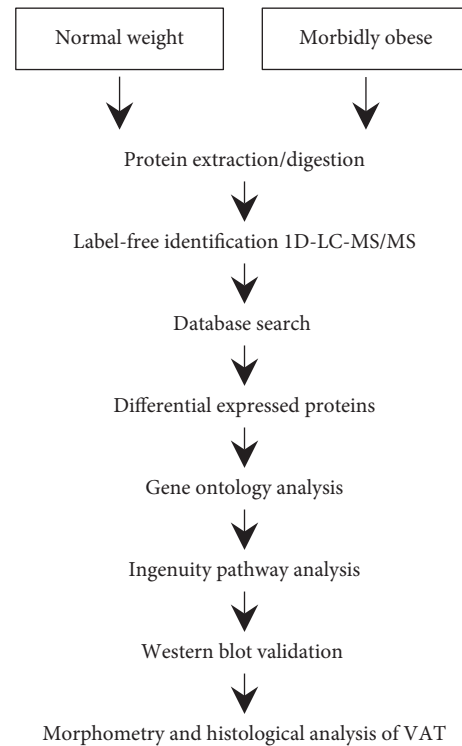 Normal weight
Morbidly obese
Protein extraction/digestion
Label-free identification 1D-LC-MS/MS
Database search
Differential expressed proteins
Gene ontology analysis
Ingenuity pathway analysis
Western blot validation
Morphometry and histological analysis of VAT